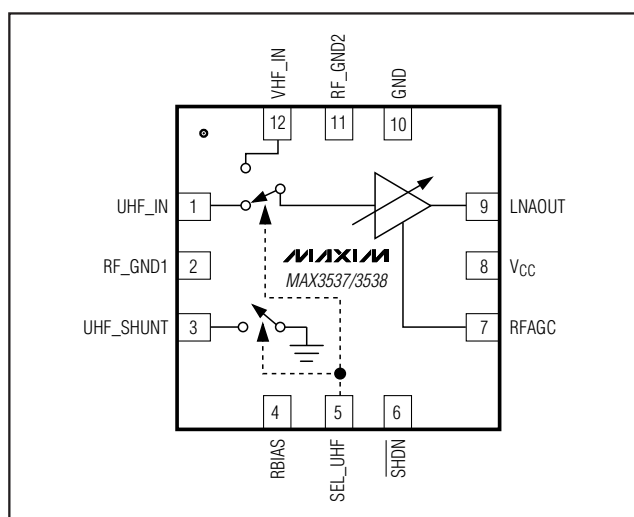 VHF_IN
RF_GND2
GND
12
11
10
UHF_IN
1
9
LNAOUT
RF_GND1
2
MAXIM
MAX3537/3538
8
VCC
UHF_SHUNT
3
7
RFAGC
4
5
6
RBIAS
SEL_UHF
SHDN